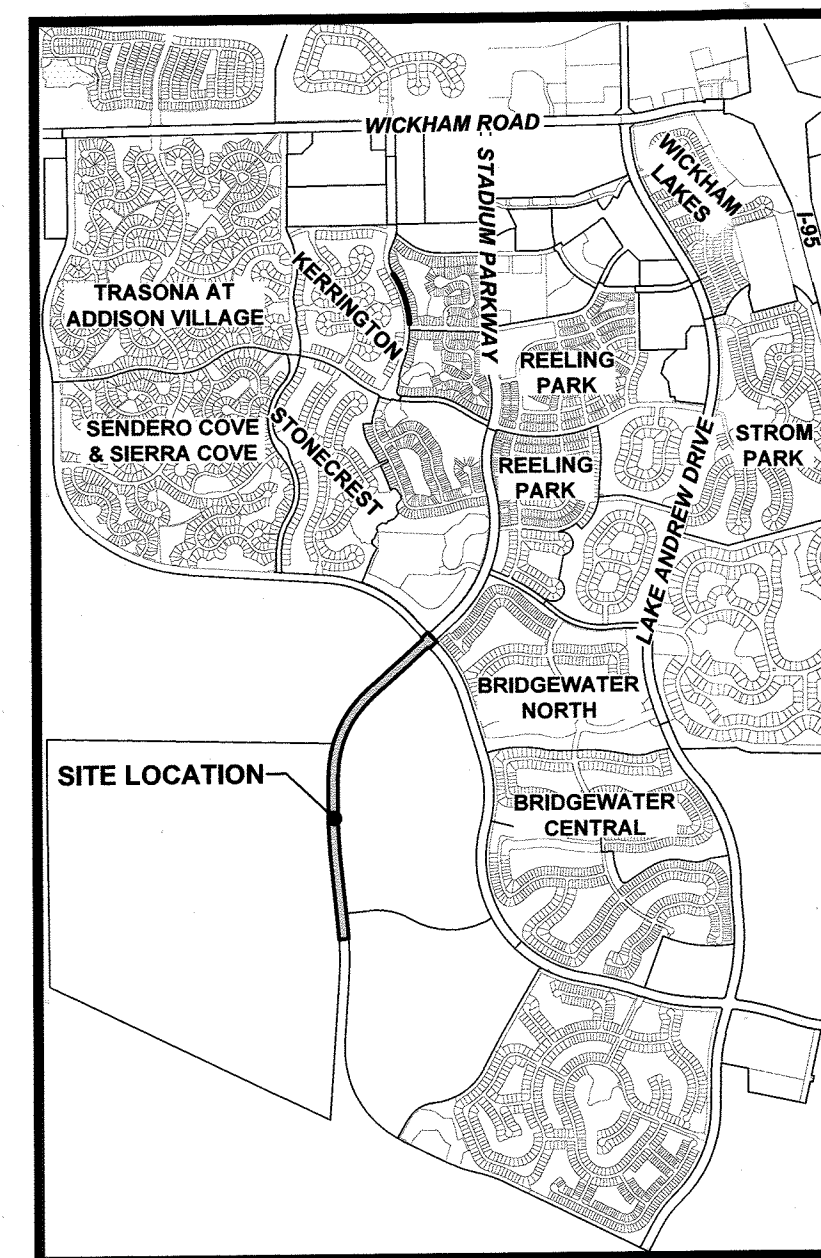 WICKHAM ROAD
STADIUM PARKWAY
WICKHAM
LAKES
I-95
KERRINGTON
TRASONA AT
ADDISON VILLAGE
REELING
PARK
SENDERO COVE
& SIERRA COVE
STONECREST
REELING
PARK
STROM
PARK
LAKE ANDREW DRIVE
BRIDGEWATER
NORTH
SITE LOCATION
BRIDGEWATER
CENTRAL